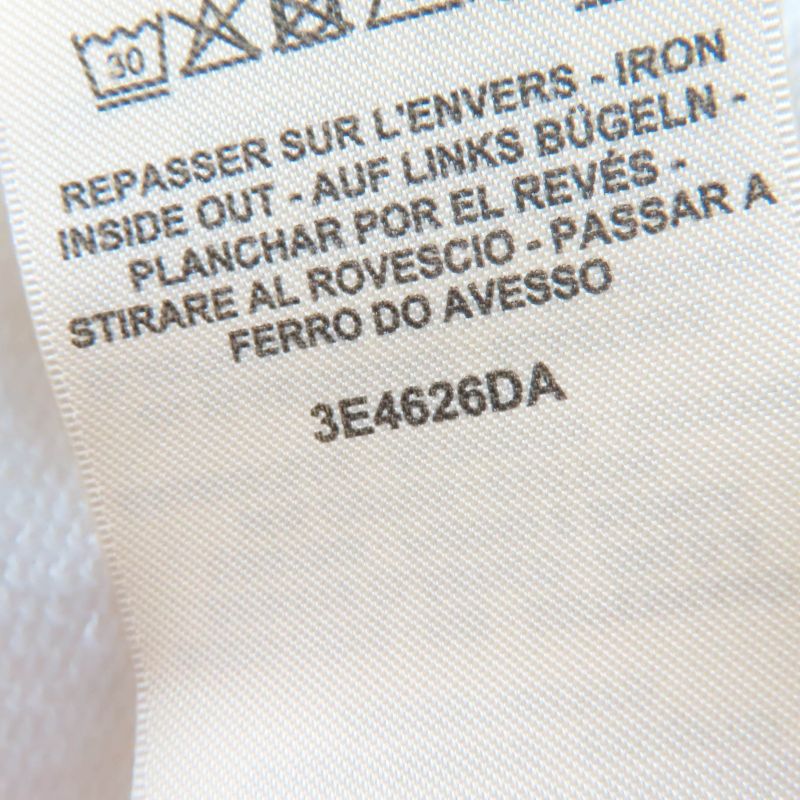 30
REPASSER SUR L'ENVERS - IRON
INSIDE OUT - AUF LINKS BÜGELN -
PLANCHAR POR EL REVÉS -
STIRARE AL ROVESCIO - PASSAR A
FERRO DO AVESSO
3E4626DA